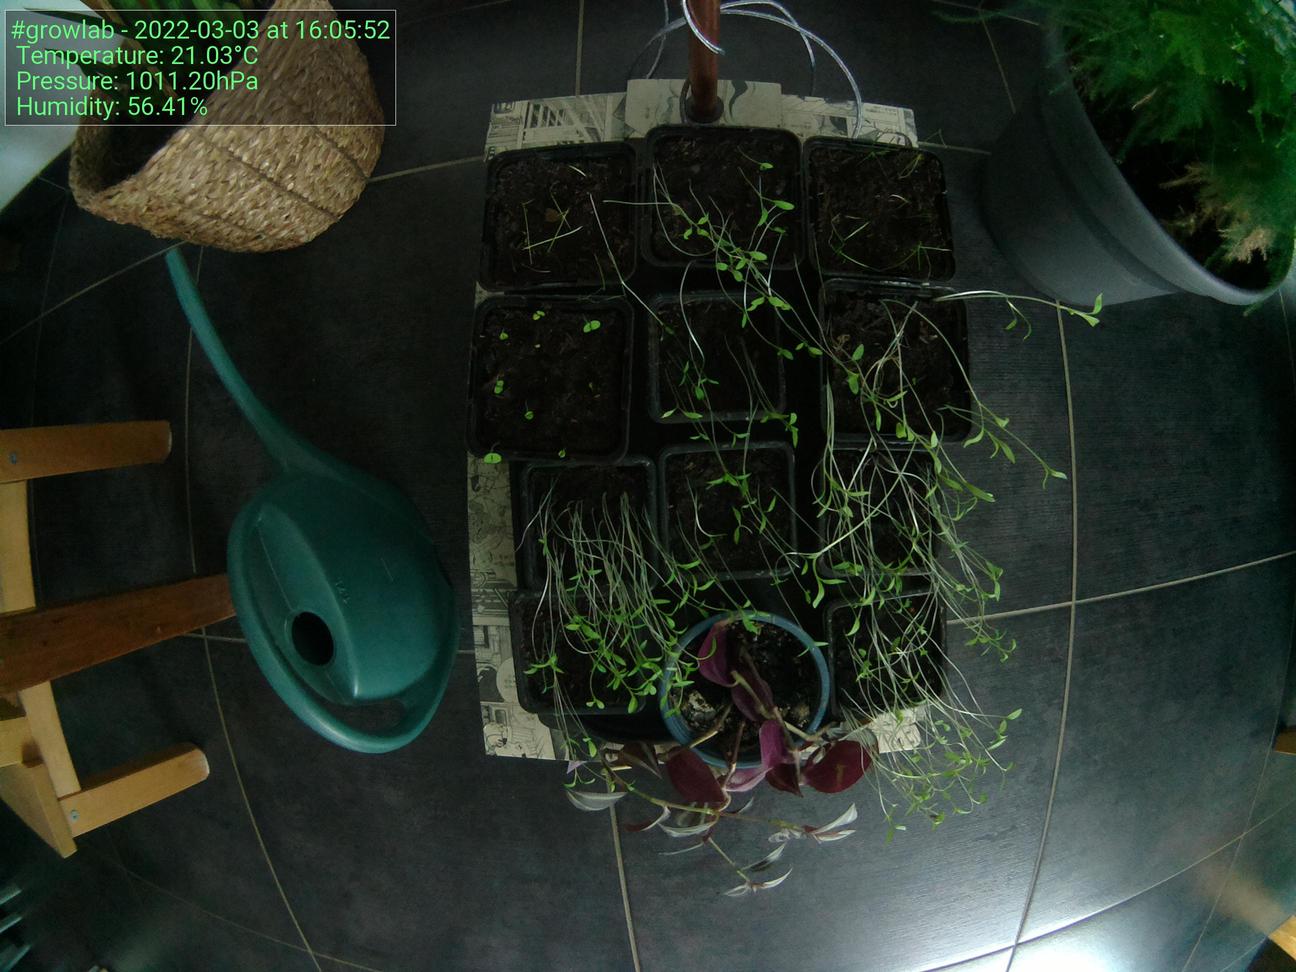 #growlab - 2022-03-03 at 16:05:52
Temperature: 21.03°C
Pressure: 1011.20hPa
Humidity: 56.41%